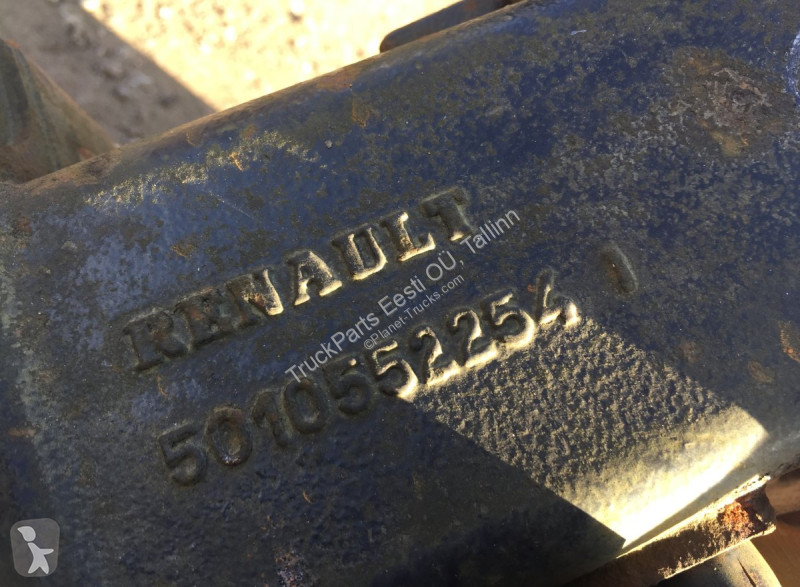 RENAULT
5010552254
TruckParts Eesti OÜ, Tallinn
©Planet-Trucks.com